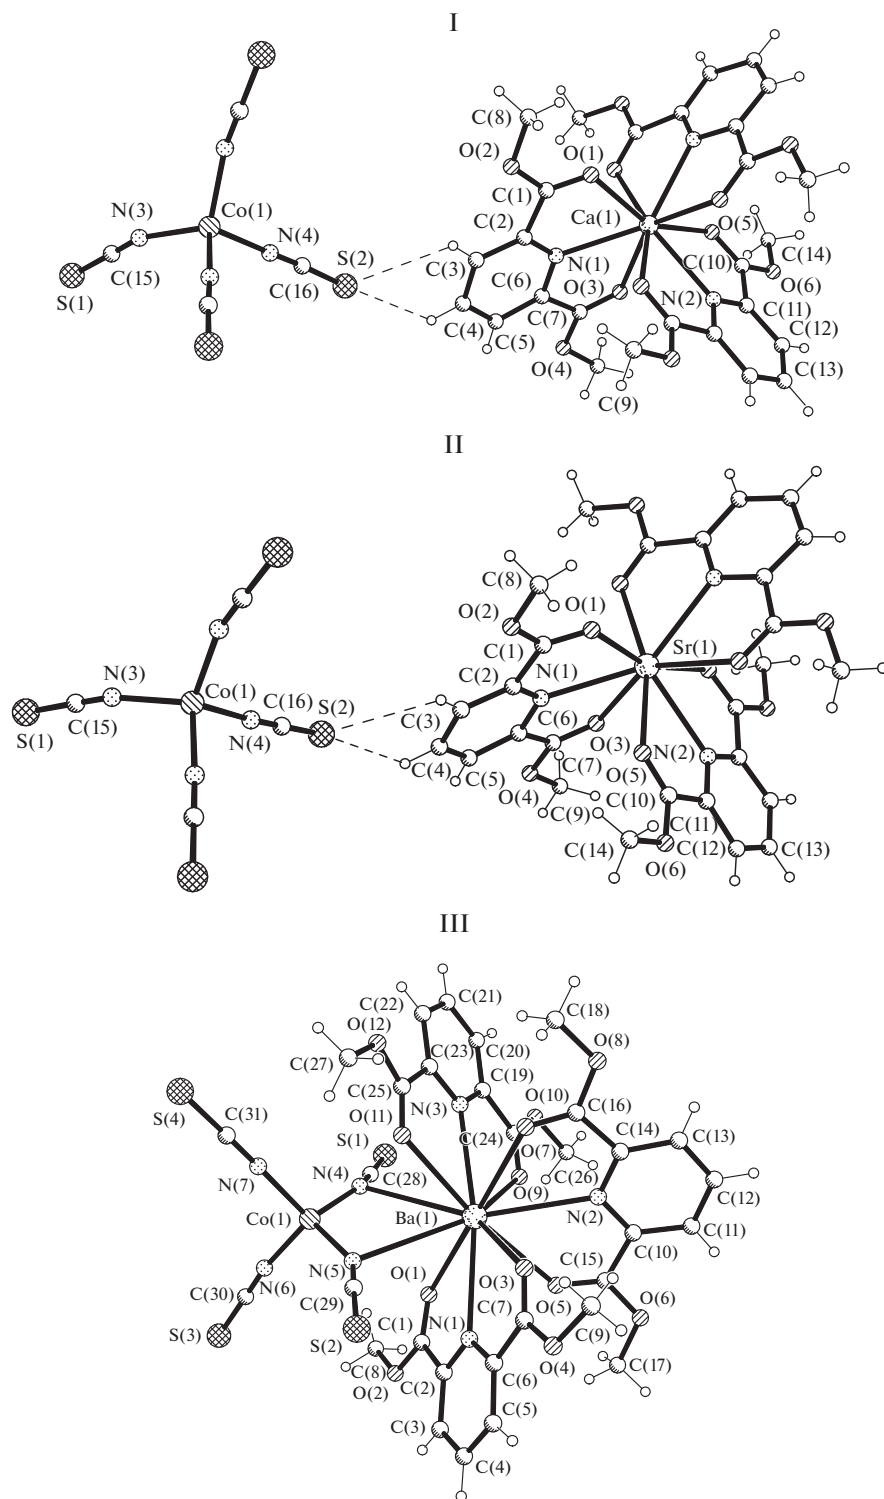 I
C(8)
O(2)
O(1)
N(3)
Co(1)
C(1)
Ca(1)
O(5)
C(2)
N(4)
S(2)
C(14)
C(10)
C(15)
C(3)
N(1)
O(6)
S(1)
C(16)
C(6)
O(3)
N(2)
C(11)
C(4)
C(7)
C(12)
C(5)
O(4)
C(13)
C(9)
II
C(8)
O(2)
O(1)
Sr(1)
C(1)
N(3)
C(2)
N(1)
Co(1)
C(16)
S(2)
C(3)
C(6)
S(1)
C(15)
N(4)
O(3)
N(2)
C(4)
C(5)
C(7)
O(5)
O(4)
C(10)
C(9)
C(11)
C(14)
C(12)
C(13)
O(6)
III
C(22)
C(21)
C(18)
O(12)
C(23)
C(20)
O(8)
C(27)
C(19)
C(25)
N(3)
O(10)
C(16)
S(4)
C(31)
O(11)
C(14)
C(13)
S(1)
C(24)
O(7)
N(7)
N(4)
C(28)
C(26)
C(12)
O(9)
Co(1)
Ba(1)
N(2)
C(11)
C(10)
N(5)
C(15)
C(30)
N(6)
O(1)
O(3)
C(29)
C(7)
O(5)
O(6)
S(3)
S(2)
C(1)
N(1)
C(9)
C(8)
O(4)
C(17)
O(2)
C(2)
C(6)
C(5)
C(3)
C(4)